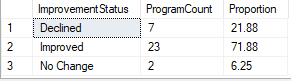 ImprovementStatus ProgramCount Proportion
1 Declined 7 21.88
2 Improved 23 71.88
3 No Change 2 6.25